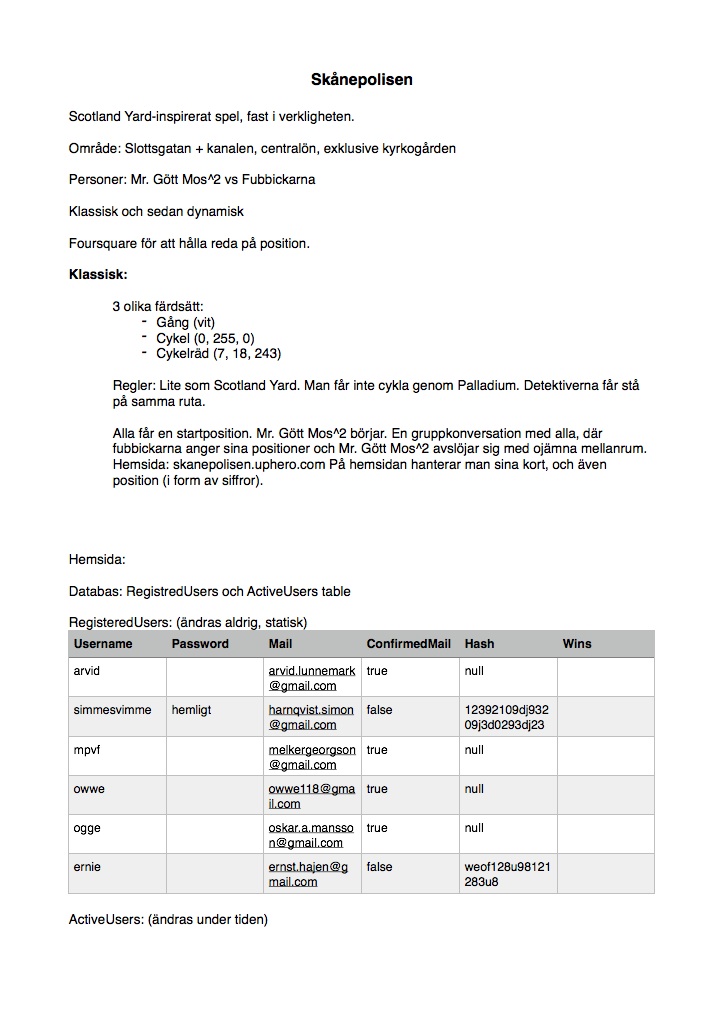 Skånepolisen
Scotland Yard-inspirerat spel, fast i verkligheten.
Område: Slottsgatan + kanalen, centralön, exklusive kyrkogården
Personer: Mr. Gött Mos^2 vs Fubbickarna
Klassisk och sedan dynamisk
Foursquare för att hålla reda på position.
Klassisk:
3 olika färdsätt:
- Gång (vit)
- Cykel (0, 255, 0)
- Cykelräd (7, 18, 243)
Regler: Lite som Scotland Yard. Man får inte cykla genom Palladium. Detektiverna får stå
på samma ruta.
Alla får en startposition. Mr. Gött Mos^2 börjar. En gruppkonversation med alla, där
fubbickarna anger sina positioner och Mr. Gött Mos^2 avslöjar sig med ojämna mellanrum.
Hemsida: skanepolisen.uphero.com På hemsidan hanterar man sina kort, och även
position (i form av siffror).
Hemsida:
Databas: RegistredUsers och ActiveUsers table
RegisteredUsers: (ändras aldrig, statisk)
Username Password Mail ConfirmedMail Hash Wins
arvid arvid.lunnemark true null
@gmail.com
simmesvimme hemligt harnqvist.simon false 12392109dj932
@gmail.com 09j3d0293dj23
mpvf melkergeorgson true null
@gmail.com
owwe owwe118@gma true null
il.com
ogge oskar.a.mansso true null
n@gmail.com
ernie ernst.hajen@g false weof128u98121
mail.com 283u8
ActiveUsers: (ändras under tiden)